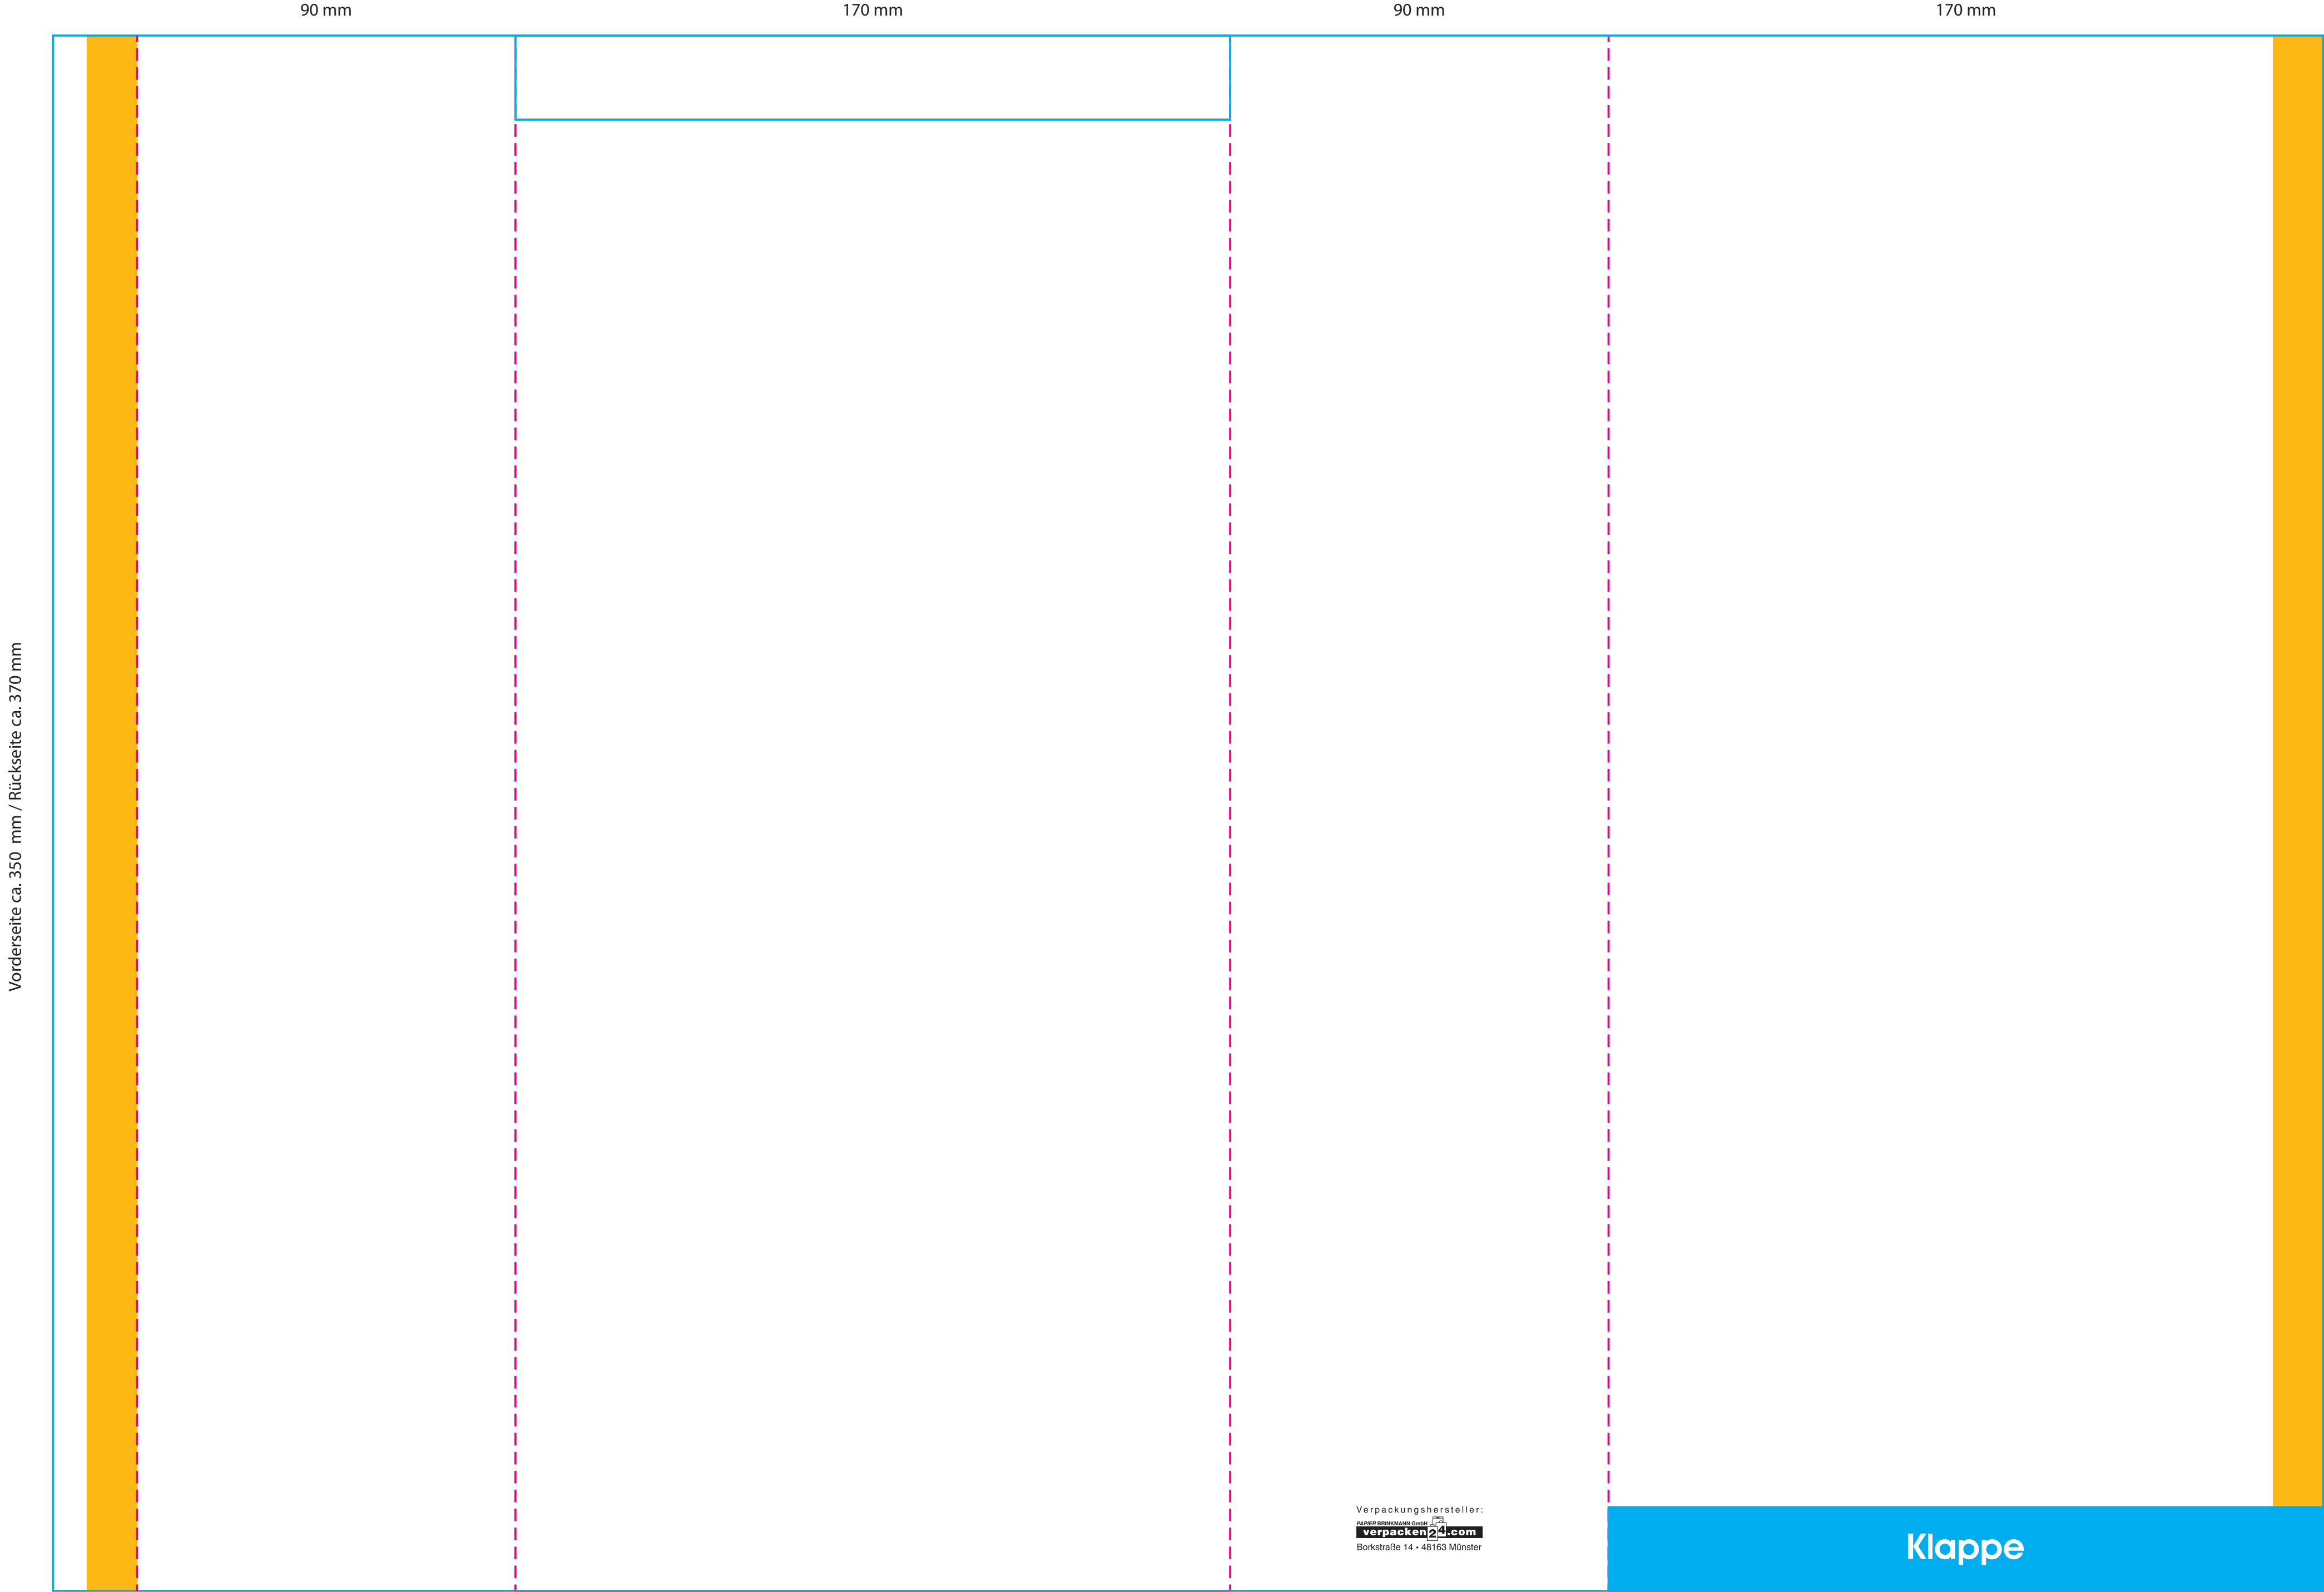 90 mm
170 mm
90 mm
170 mm
Vorderseite ca. 350 mm / Rückseite ca. 370 mm
Verpackungshersteller:
PAPIER BRINKMANN GmbH
verpacken24.com
Borkstraße 14 • 48163 Münster
Klappe